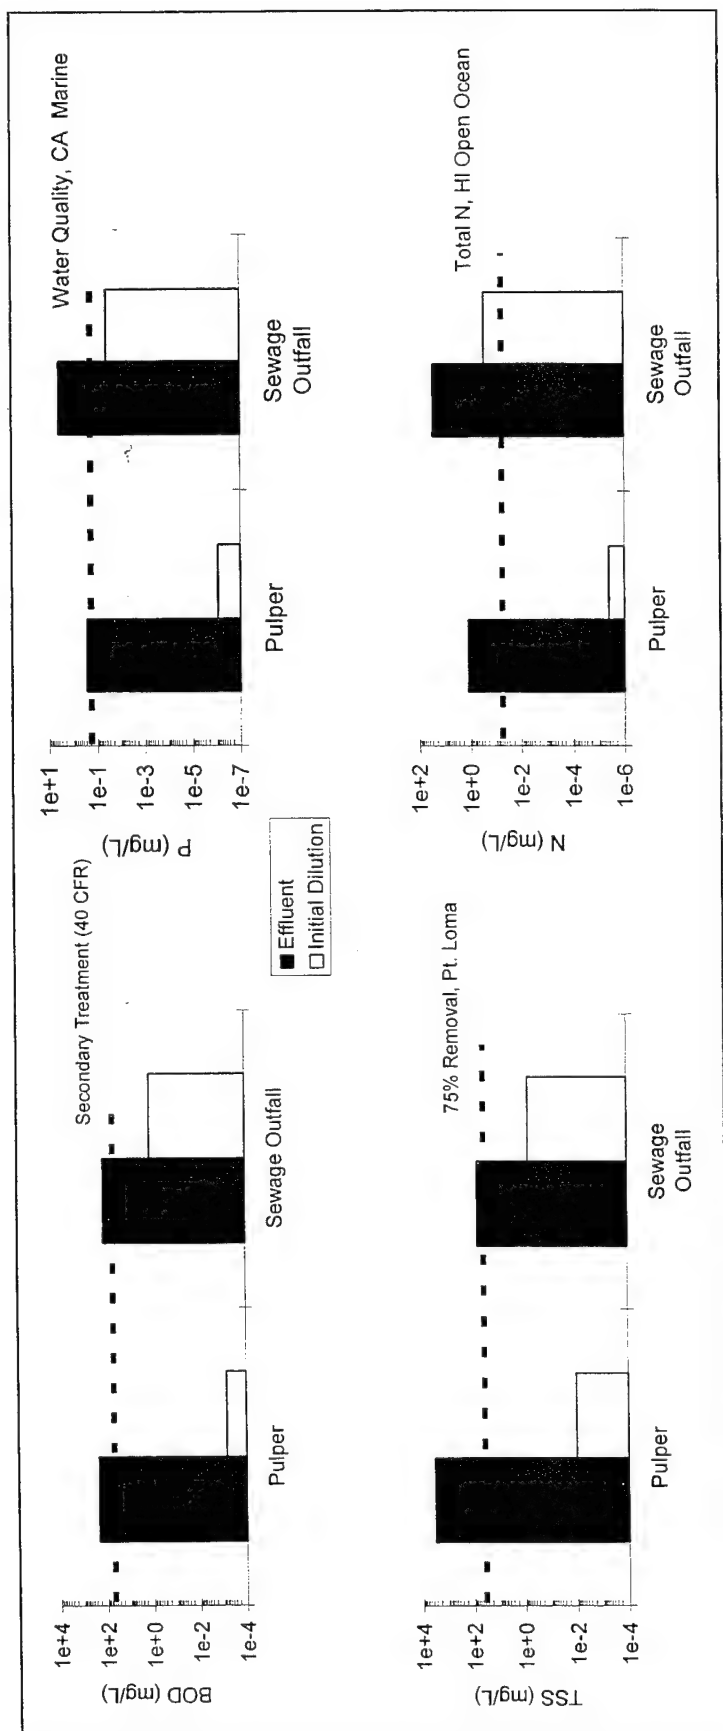 Secondary Treatment (40 CFR)
BOD (mg/L)
1e+4
1e+2
1e+0
1e-2
1e-4
Pulper
Sewage Outfall
Effluent
Initial Dilution
Water Quality, CA Marine
P (mg/L)
1e+1
1e-1
1e-3
1e-5
1e-7
Pulper
Sewage
Outfall
75% Removal, Pt. Loma
TSS (mg/L)
1e+4
1e+2
1e+0
1e-2
1e-4
Pulper
Sewage
Outfall
Total N, HI Open Ocean
N (mg/L)
1e+2
1e+0
1e-2
1e-4
1e-6
Pulper
Sewage
Outfall